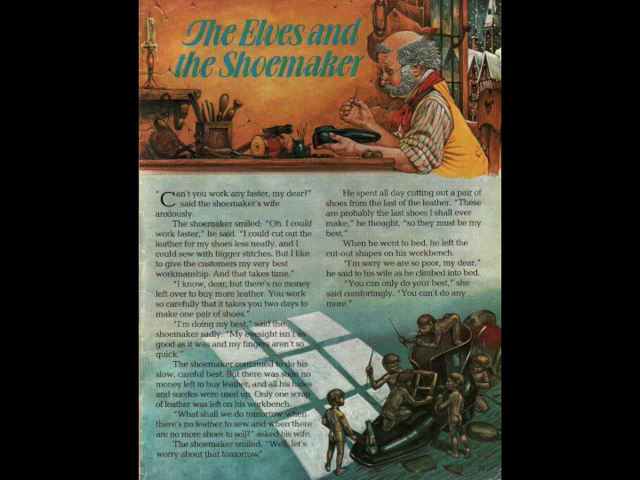 The Elves and
the Shoemaker
"Can't you work any faster, my dear?"
said the shoemaker's wife
anxiously.
The shoemaker smiled. "Oh, I could
work faster," he said. "I could cut out the
leather for my shoes less neatly, and I
could sew with bigger stitches. But I like
to give the customers my very best
workmanship. And that takes time."
"I know, dear, but there's no money
left over to buy more leather. You work
so carefully that it takes you two days to
make one pair of shoes."
"I'm doing my best," said the
shoemaker sadly. "My eyesight isn't as
good as it was and my fingers aren't so
quick."
The shoemaker continued to do his
slow, careful best. But there was soon no
money left to buy leather, and all his hides
and suedes were used up. Only one scrap
of leather was left on his workbench.
"What shall we do tomorrow when
there's no leather to sew and when there
are no more shoes to sell?" asked his wife.
The shoemaker smiled. "Well, let's
worry about that tomorrow."
He spent all day cutting out a pair of
shoes from the last of the leather. "These
are probably the last shoes I shall ever
make," he thought, "so they must be my
best."
When he went to bed, he left the
cut-out shapes on his workbench.
"I'm sorry we are so poor, my dear,"
he said to his wife as he climbed into bed.
"You can only do your best," she
said comfortingly. "You can't do any
more."